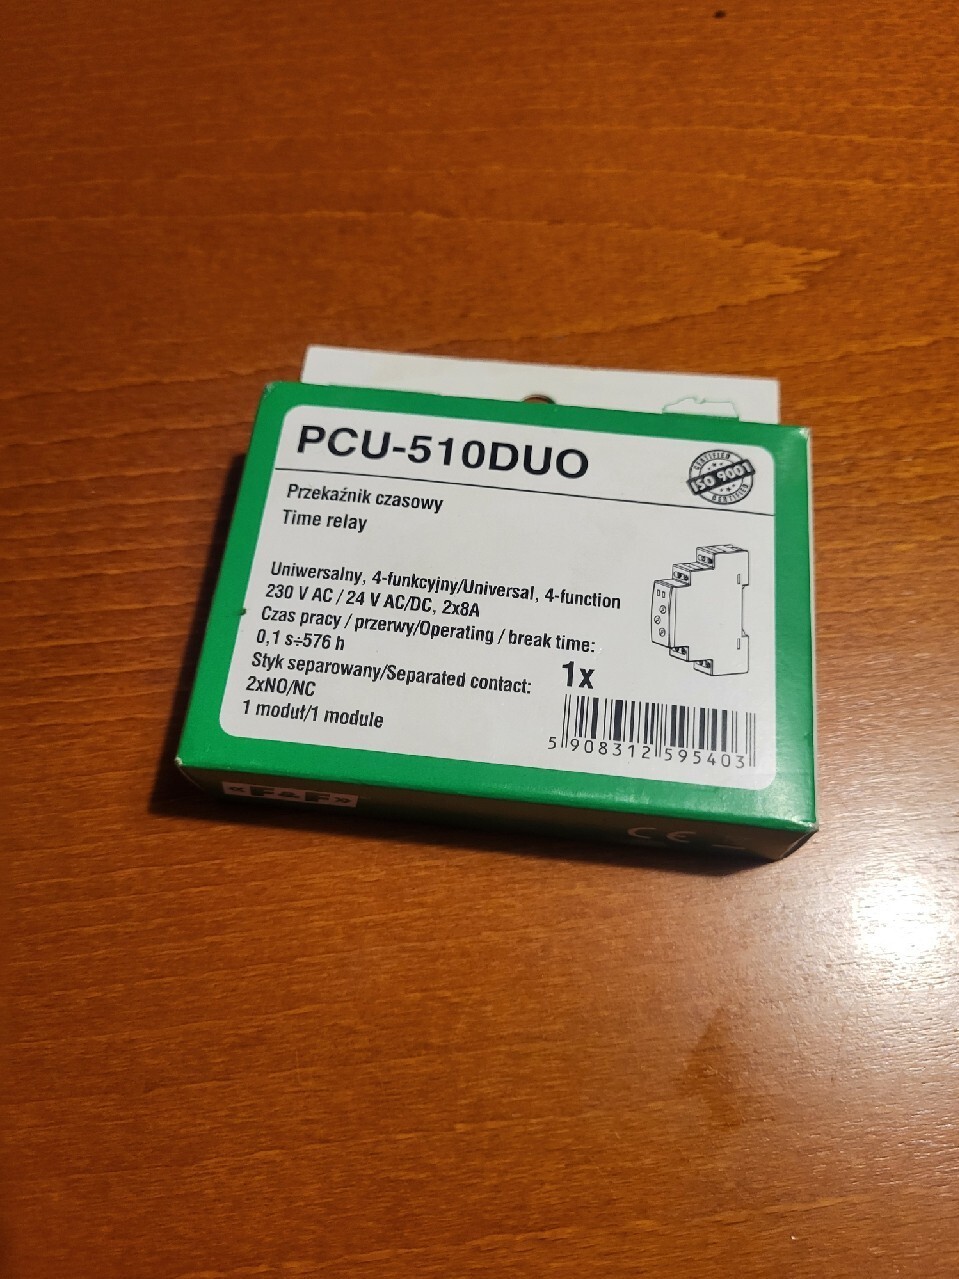 PCU-510DUO
CERTIFIED
ISO 9001
CERTIFIED
Przekaźnik czasowy
Time relay
Uniwersalny, 4-funkcyjny/Universal, 4-function
230 V AC / 24 V AC/DC, 2x8A
Czas pracy / przerwy/Operating / break time:
0,1 s÷576 h
Styk separowany/Separated contact:
2xNO/NC
1 moduł/1 module
1x
5 908312 595403
«F&F»
CE